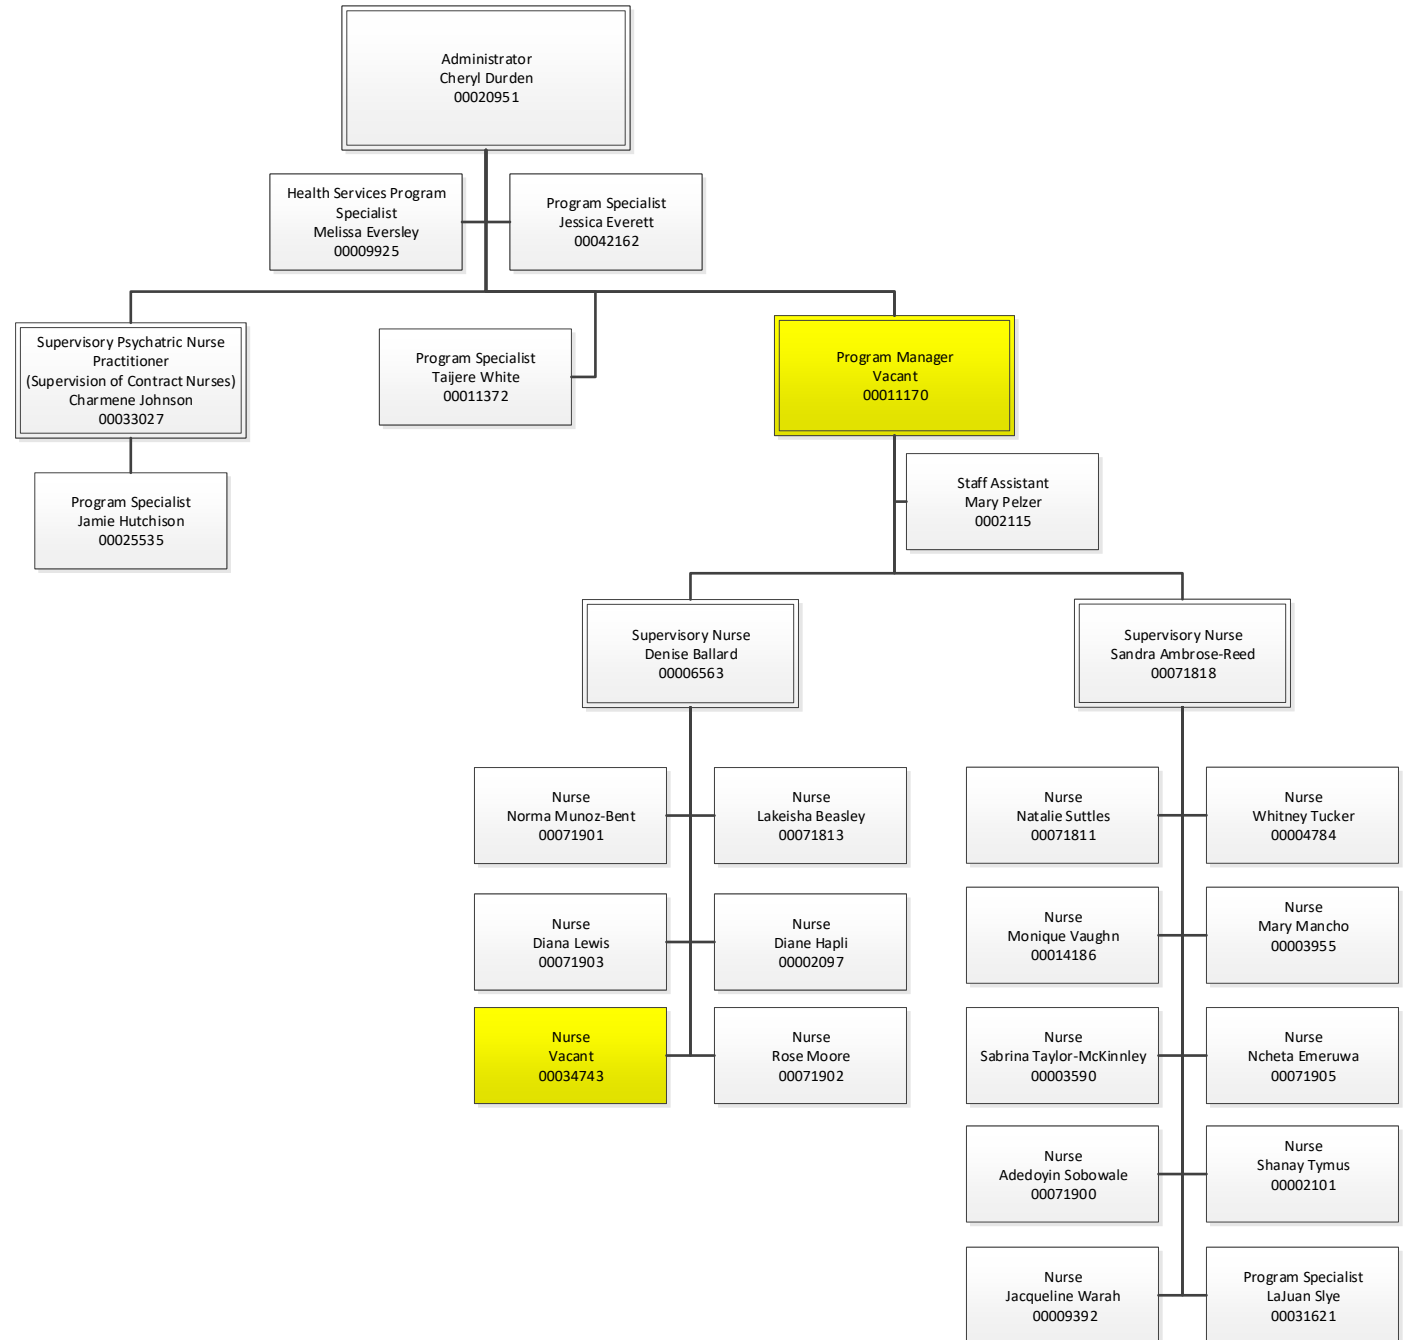 Administrator
Cheryl Durden
00020951
Health Services Program
Specialist
Melissa Eversley
00009925
Program Specialist
Jessica Everett
00042162
Supervisory Psychatric Nurse
Practitioner
(Supervision of Contract Nurses)
Charmene Johnson
00033027
Program Specialist
Taijere White
00011372
Program Manager
Vacant
00011170
Program Specialist
Jamie Hutchison
00025535
Staff Assistant
Mary Pelzer
0002115
Supervisory Nurse
Denise Ballard
00006563
Supervisory Nurse
Sandra Ambrose-Reed
00071818
Nurse
Norma Munoz-Bent
00071901
Nurse
Lakeisha Beasley
00071813
Nurse
Natalie Suttles
00071811
Nurse
Whitney Tucker
00004784
Nurse
Diana Lewis
00071903
Nurse
Diane Hapli
00002097
Nurse
Monique Vaughn
00014186
Nurse
Mary Mancho
00003955
Nurse
Vacant
00034743
Nurse
Rose Moore
00071902
Nurse
Sabrina Taylor-McKinnley
00003590
Nurse
Ncheta Emeruwa
00071905
Nurse
Adedoyin Sobowale
00071900
Nurse
Shanay Tymus
00002101
Nurse
Jacqueline Warah
00009392
Program Specialist
LaJuan Slye
00031621